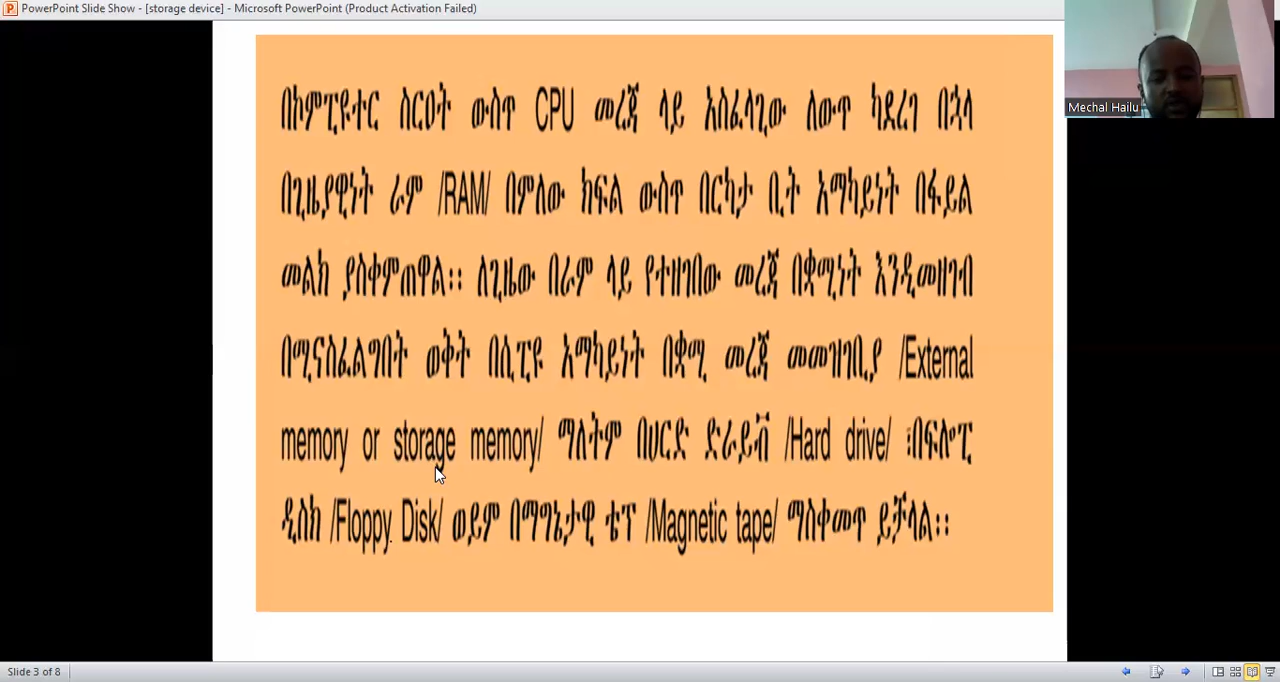 PowerPoint Slide Show - [storage device] - Microsoft PowerPoint (Product Activation Failed)
Mechal Hailu
በኮምፒዩተር ስርዐት ውስጥ CPU መረጃ ላይ አስፈላጊው ለውጥ ካደረገ በኋላ
በጊዜያዊነት ራም /RAM/ በምለው ክፍል ውስጥ በርካታ ቢት አማካይነት በፋይል
መልክ ያስቀምጠዋል፡፡ ለጊዜው በራም ላይ የተዘገበው መረጃ በቋሚነት እንዲመዘገብ
በሚናስፈልግበት ወቅት በሲፒዩ አማካይነት በቋሚ መረጃ መመዝገቢያ /External
memory or storage memory/ ማለትም በሀርድ ድራይቭ /Hard drive/ ፤በፍሎፒ
ዲስክ /Floppy Disk/ ወይም በማግኔታዊ ቴፕ /Magnetic tape/ ማስቀመጥ ይቻላል፡፡
Slide 3 of 8